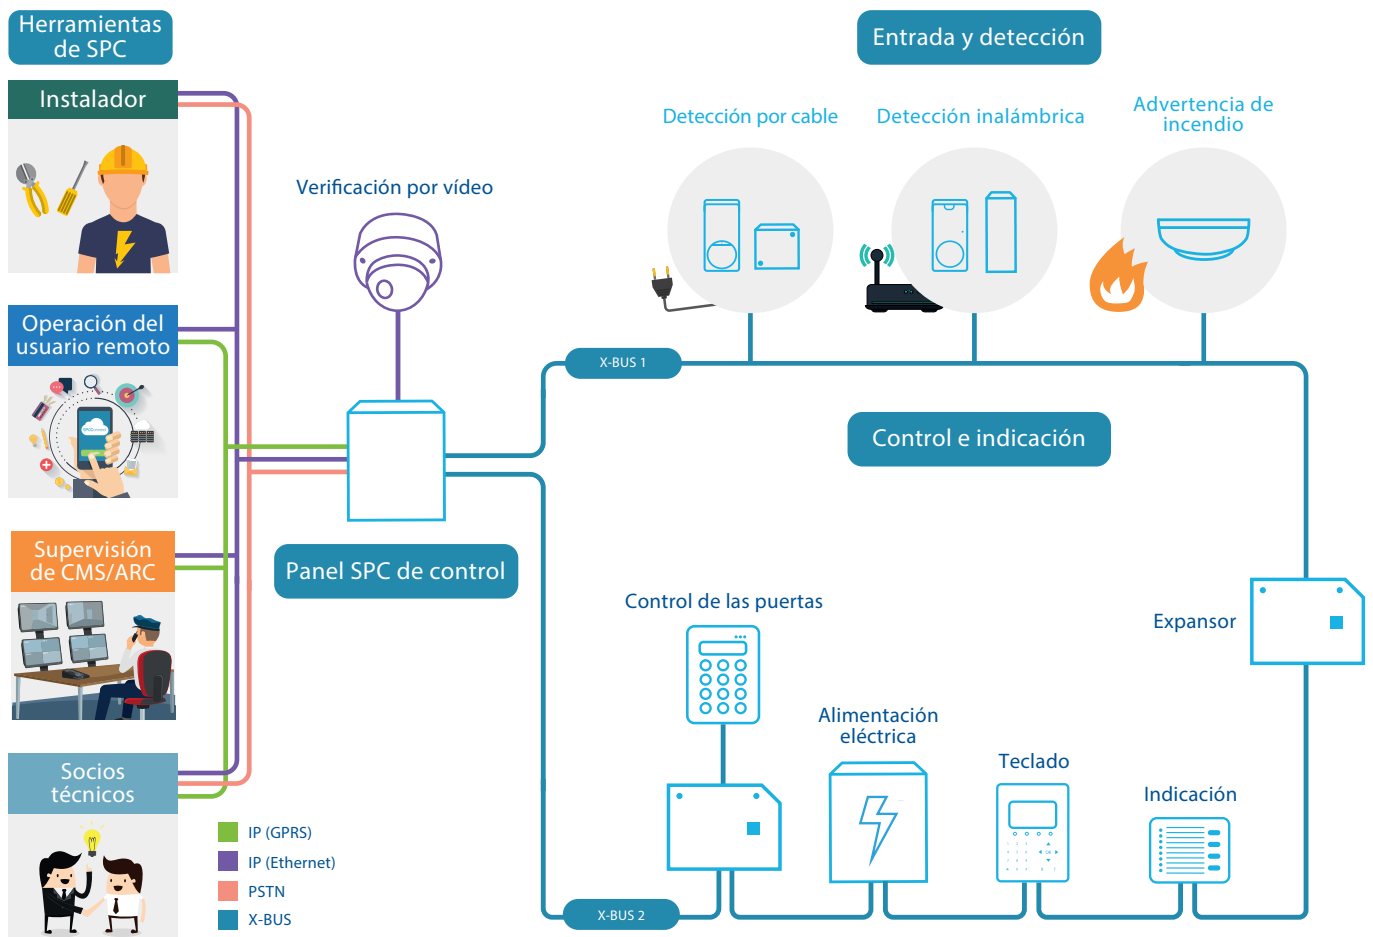 Herramientas
de SPC
Instalador
Operación del
usuario remoto
Supervisión
de CMS/ARC
Socios
técnicos
Verificación por vídeo
Panel SPC de control
IP (GPRS)
IP (Ethernet)
PSTN
X-BUS
Entrada y detección
Detección por cable
Detección inalámbrica
Advertencia de
incendio
X-BUS 1
Control e indicación
Expansor
Control de las puertas
Alimentación
eléctrica
Teclado
Indicación
X-BUS 2